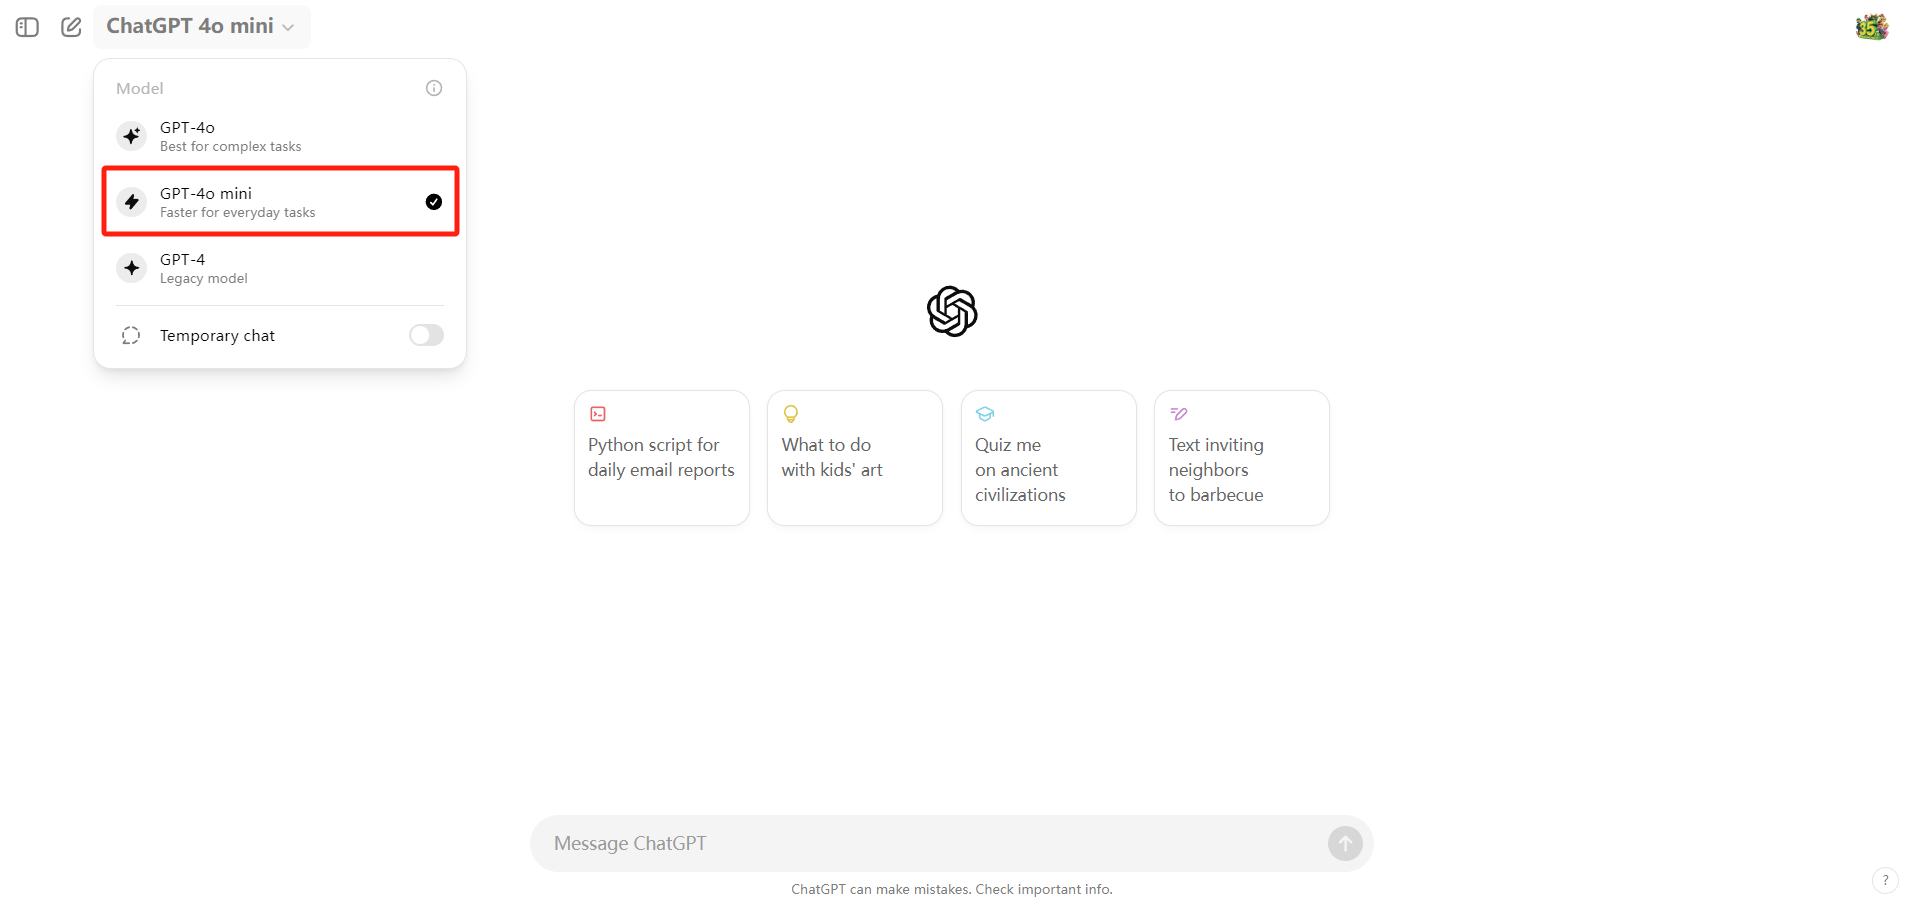 ChatGPT 4o mini
Model
GPT-4o
Best for complex tasks
GPT-4o mini
Faster for everyday tasks
GPT-4
Legacy model
Temporary chat
Python script for
daily email reports
What to do
with kids' art
Quiz me
on ancient
civilizations
Text inviting
neighbors
to barbecue
Message ChatGPT
ChatGPT can make mistakes. Check important info.
?
35